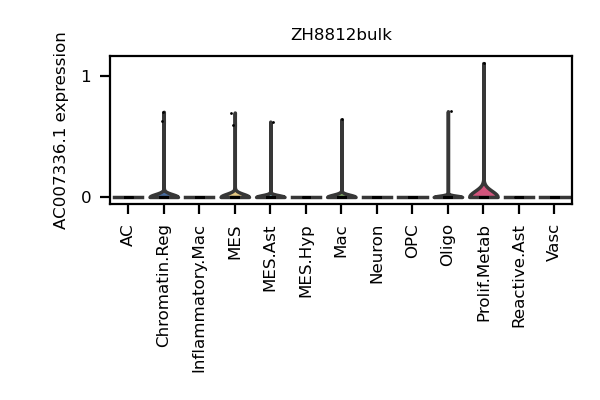 ZH8812bulk
AC007336.1 expression
1
0
AC
Chromatin.Reg
Inflammatory.Mac
MES
MES.Ast
MES.Hyp
Mac
Neuron
OPC
Oligo
Prolif.Metab
Reactive.Ast
Vasc